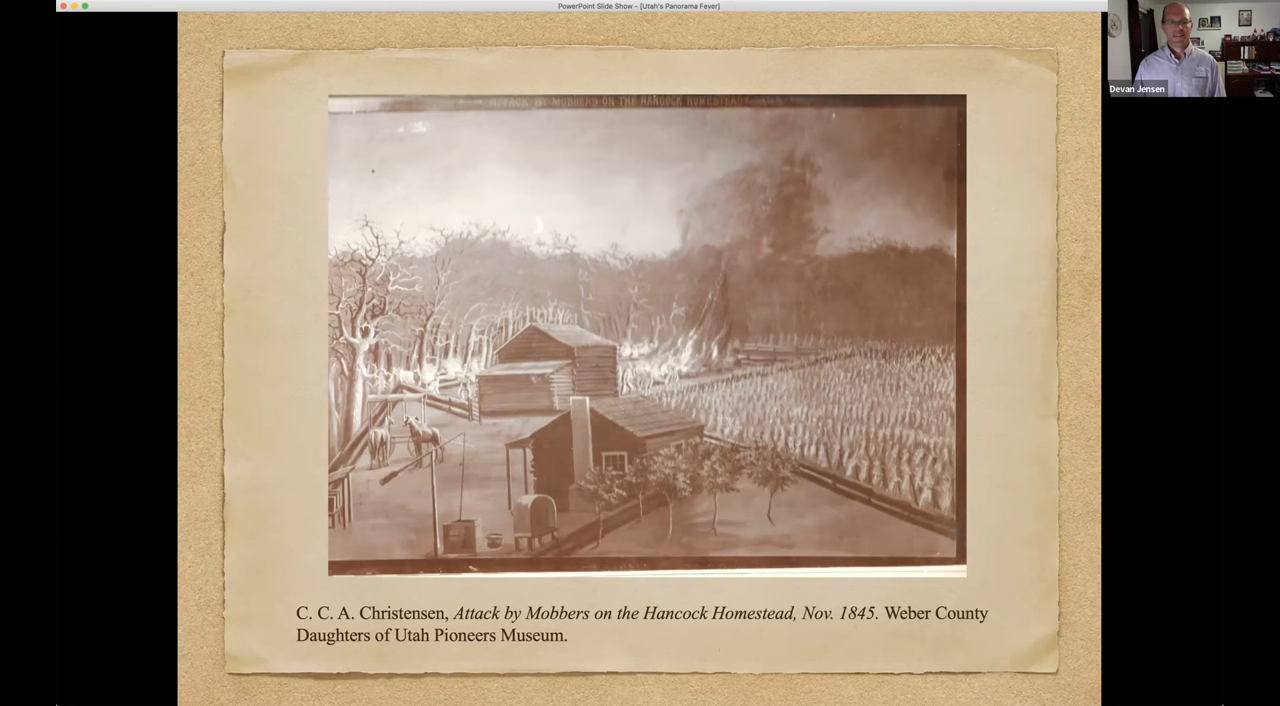 PowerPoint Slide Show - [Utah's Panorama Fever]
Devan Jensen
ATTACK BY MOBBERS ON THE HANCOCK HOMESTEAD
C. C. A. Christensen, Attack by Mobbers on the Hancock Homestead, Nov. 1845. Weber County
Daughters of Utah Pioneers Museum.